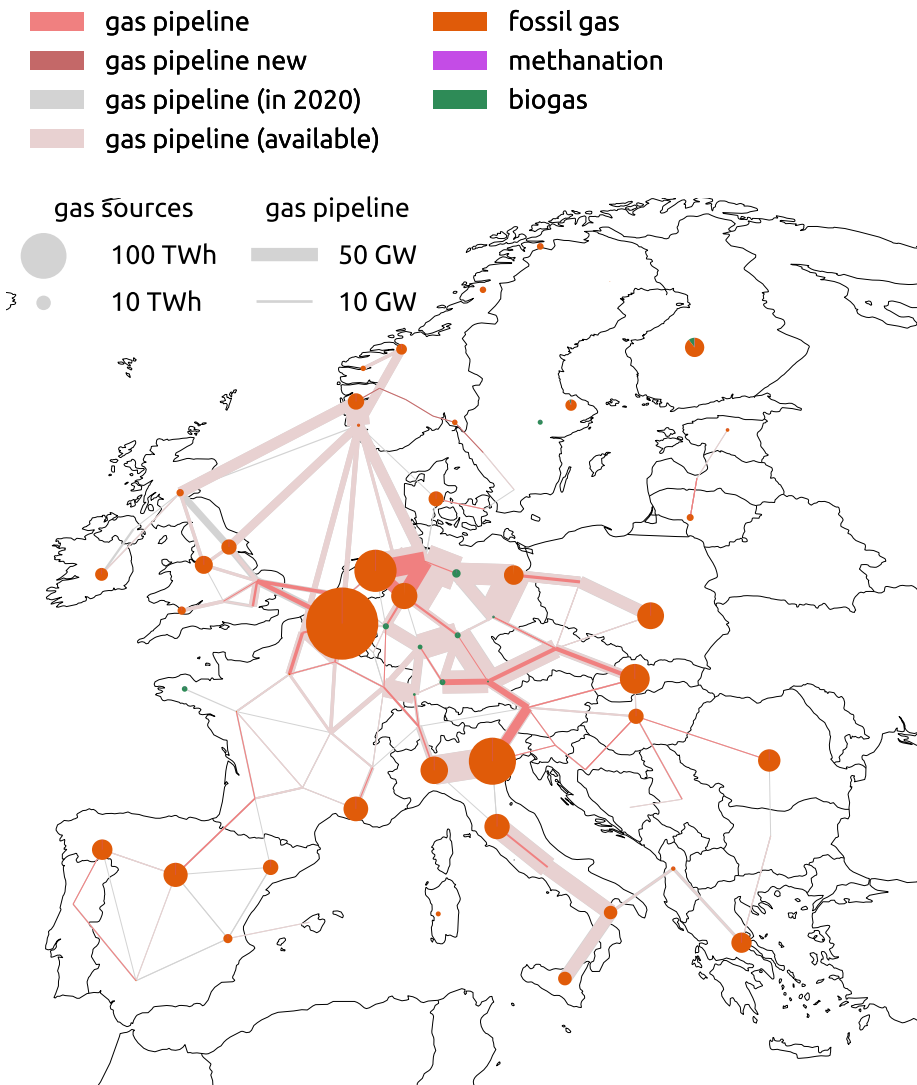 gas pipeline
gas pipeline new
gas pipeline (in 2020)
gas pipeline (available)
fossil gas
methanation
biogas
gas sources
100 TWh
10 TWh
gas pipeline
50 GW
10 GW